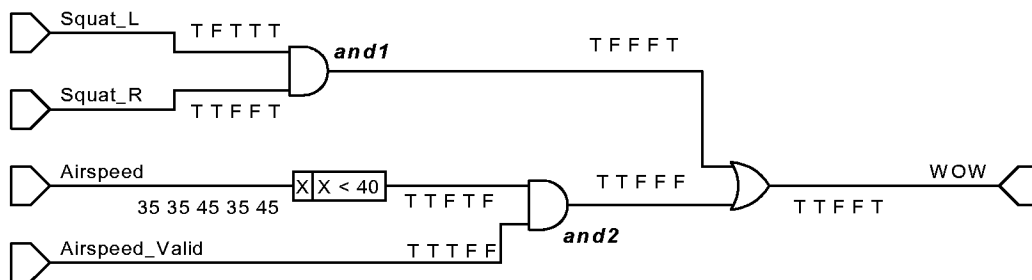 Squat_L
T F T T T
and1
T F F F T
Squat_R
T T F F T
Airspeed
X X < 40
35 35 45 35 45
T T F T F
T T F F F
WOW
T T F F T
and2
Airspeed_Valid
T T T F F